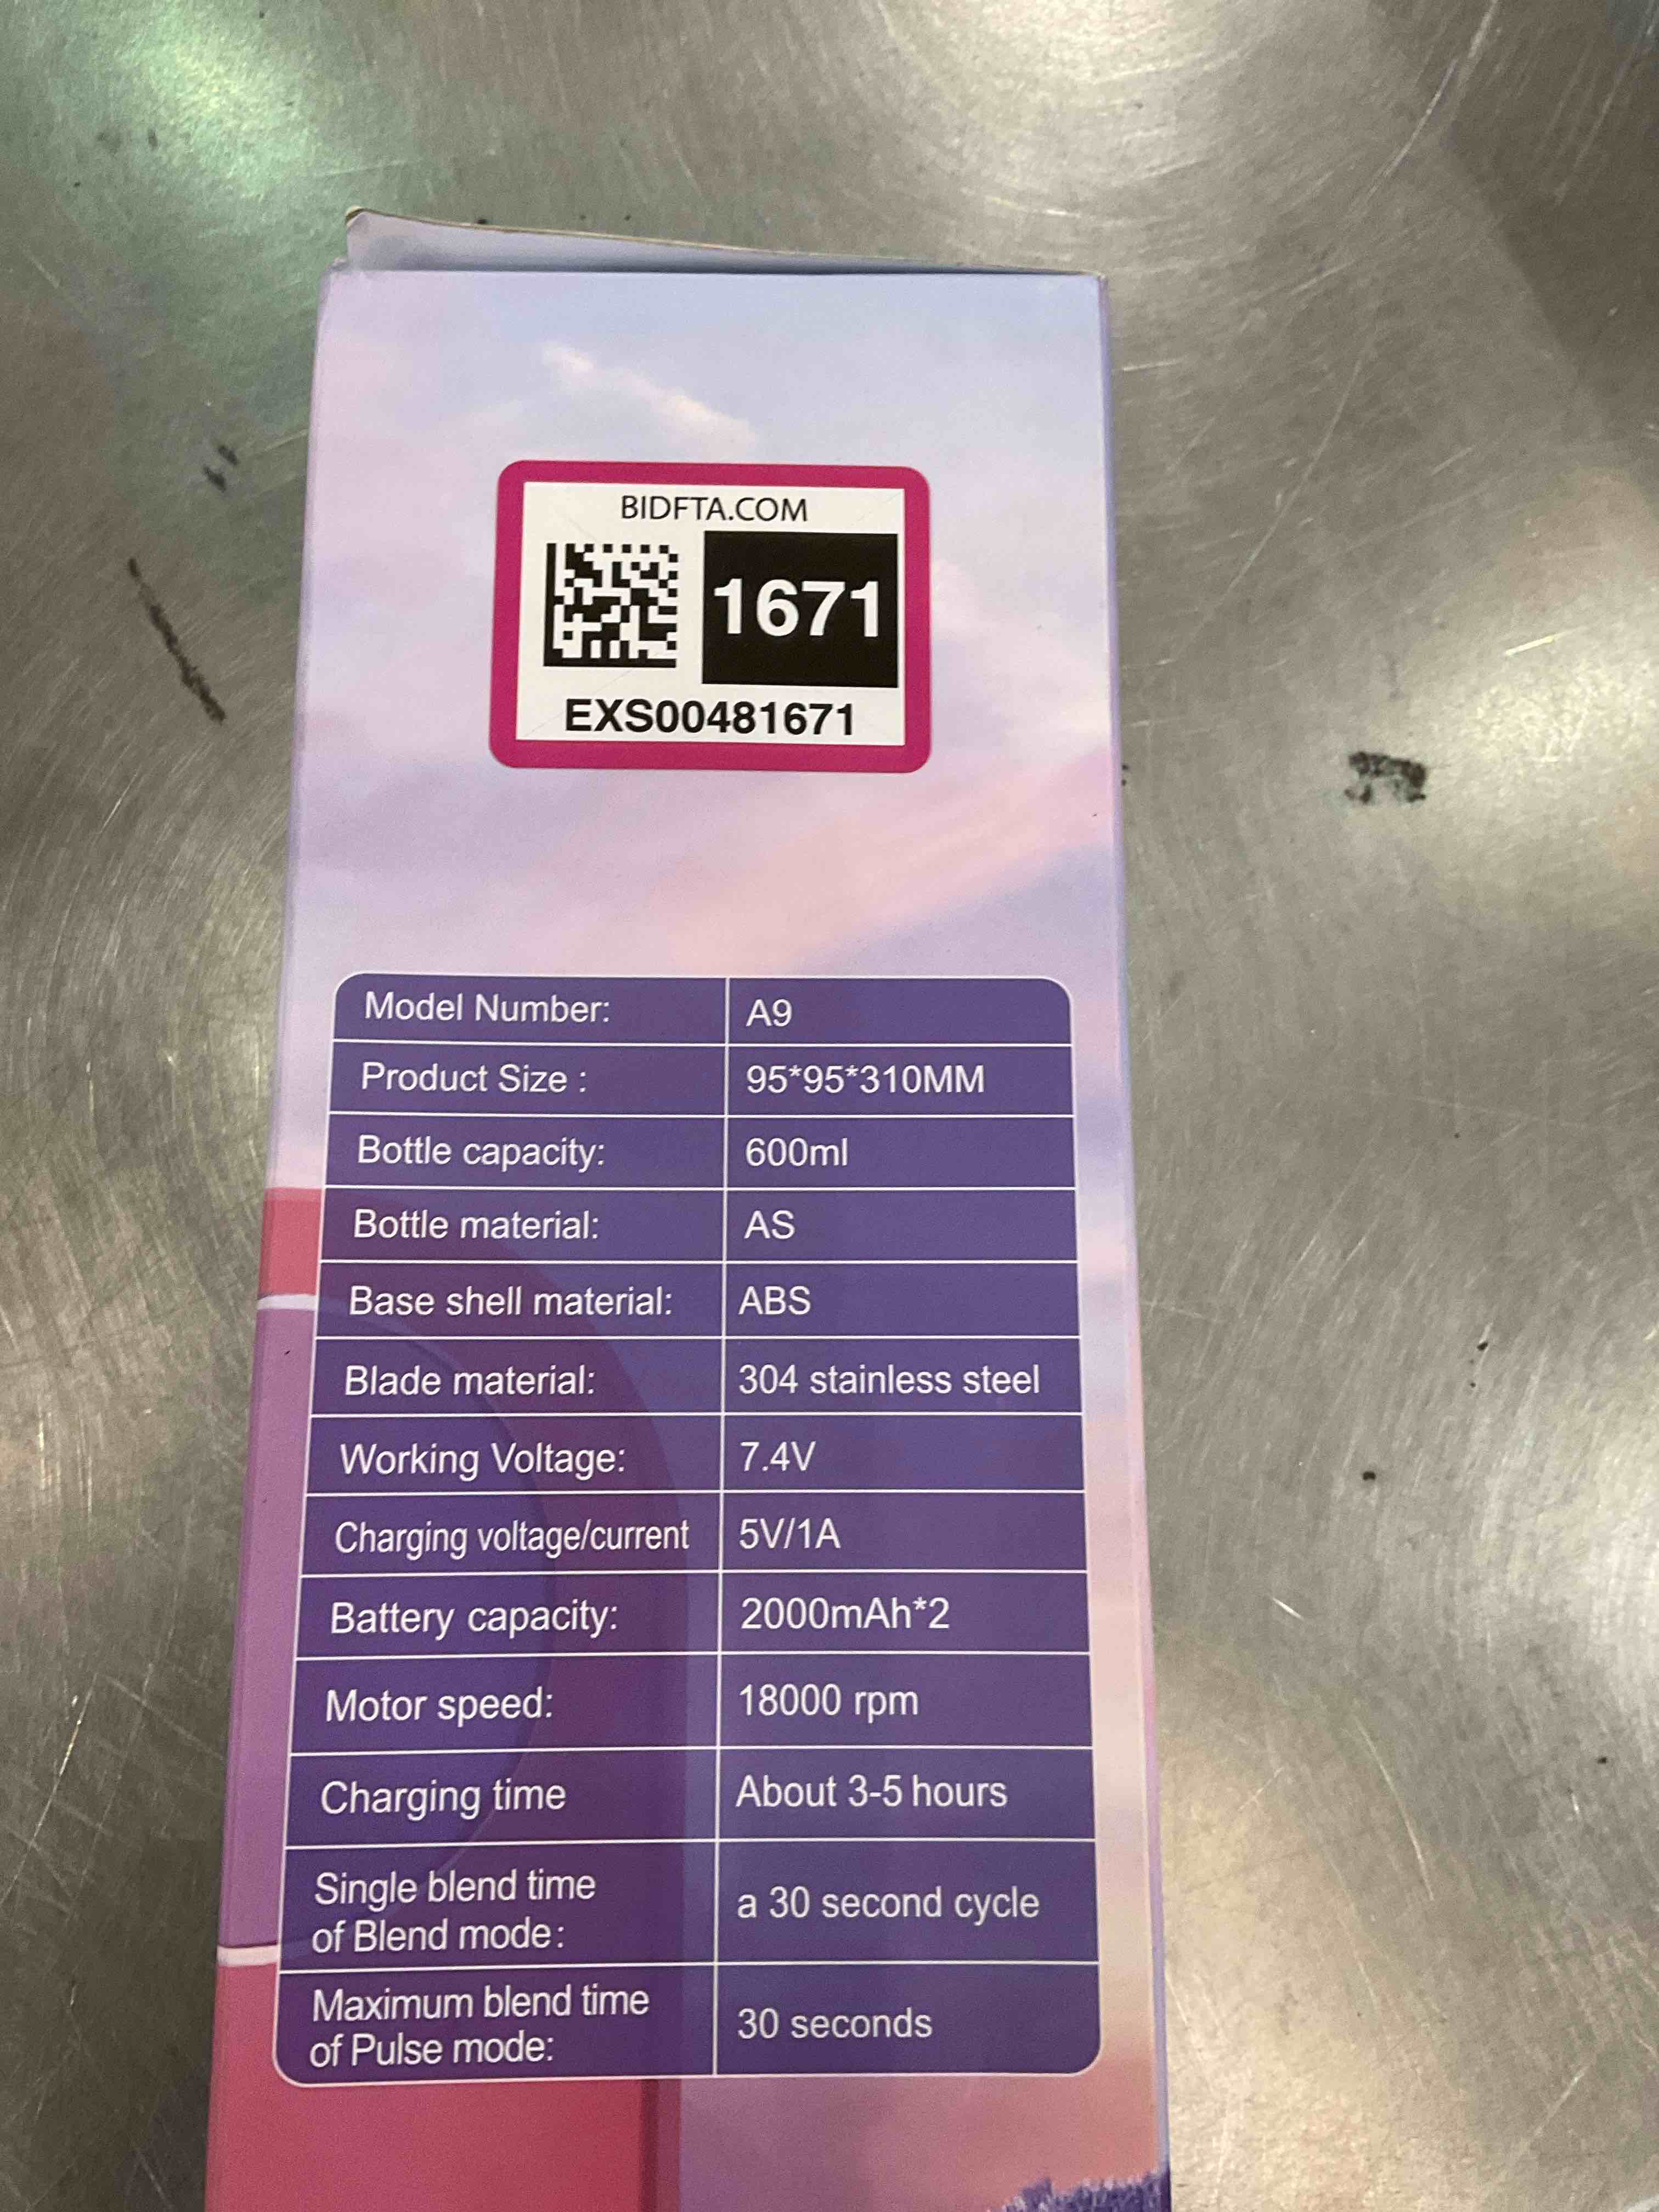 BIDFTA.COM
1671
EXS00481671
Model Number: A9
Product Size : 95*95*310MM
Bottle capacity: 600ml
Bottle material: AS
Base shell material: ABS
Blade material: 304 stainless steel
Working Voltage: 7.4V
Charging voltage/current 5V/1A
Battery capacity: 2000mAh*2
Motor speed: 18000 rpm
Charging time About 3-5 hours
Single blend time
of Blend mode: a 30 second cycle
Maximum blend time
of Pulse mode: 30 seconds